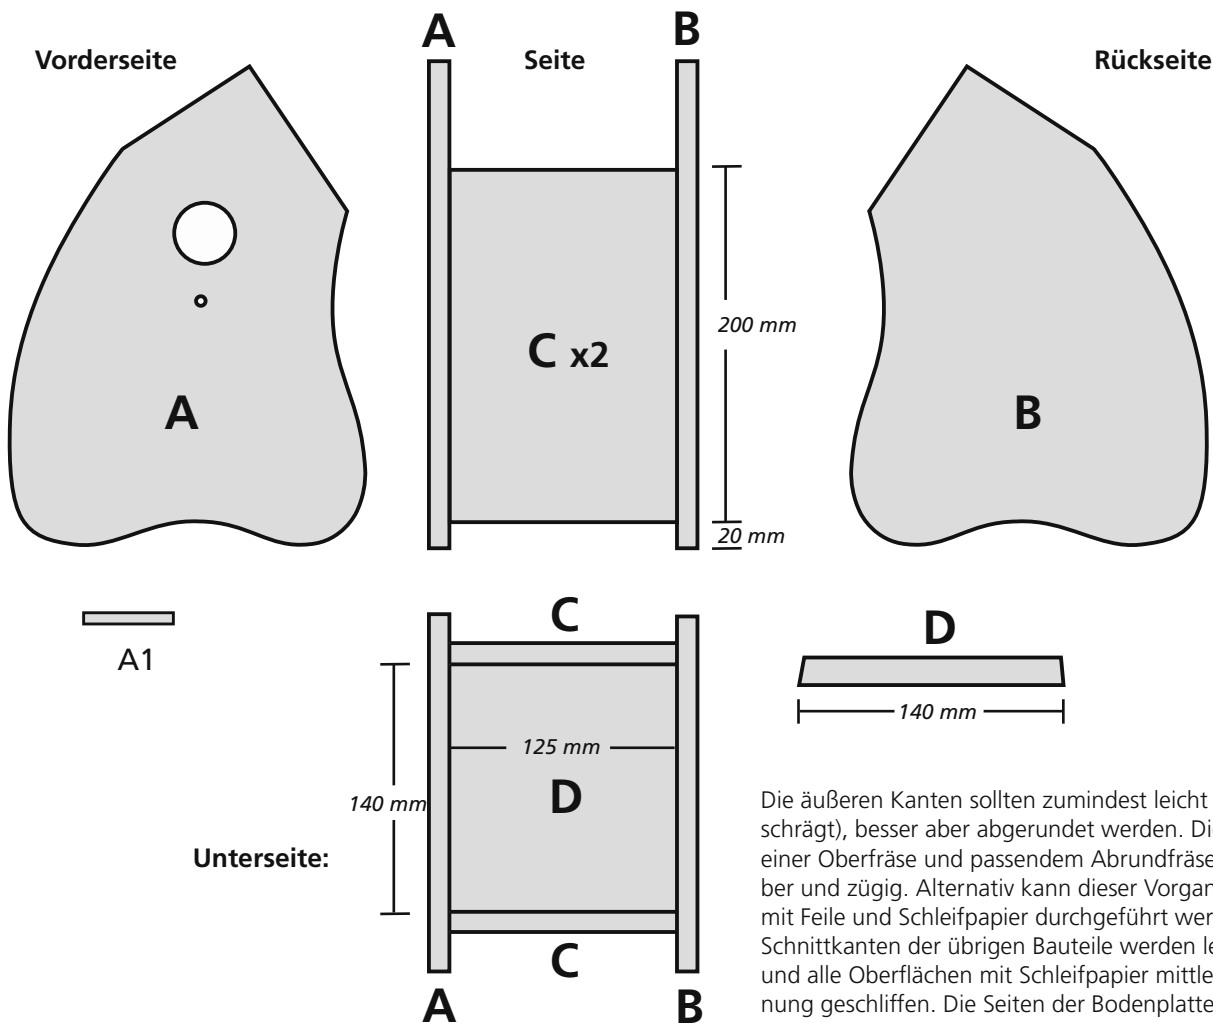 A
B
Vorderseite
Seite
Rückseite
200 mm
C x2
A
B
20 mm
C
D
A1
140 mm
125 mm
D
140 mm
Unterseite:
C
A
B
Die äußeren Kanten sollten zumindest leicht
schrägt), besser aber abgerundet werden.
einer Oberfräse und passendem Abrundfräse
ber und zügig. Alternativ kann dieser Vorgan
mit Feile und Schleifpapier durchgeführt wer
Schnittkanten der übrigen Bauteile werden le
und alle Oberflächen mit Schleifpapier mittle
nung geschliffen. Die Seiten der Bodenplatte